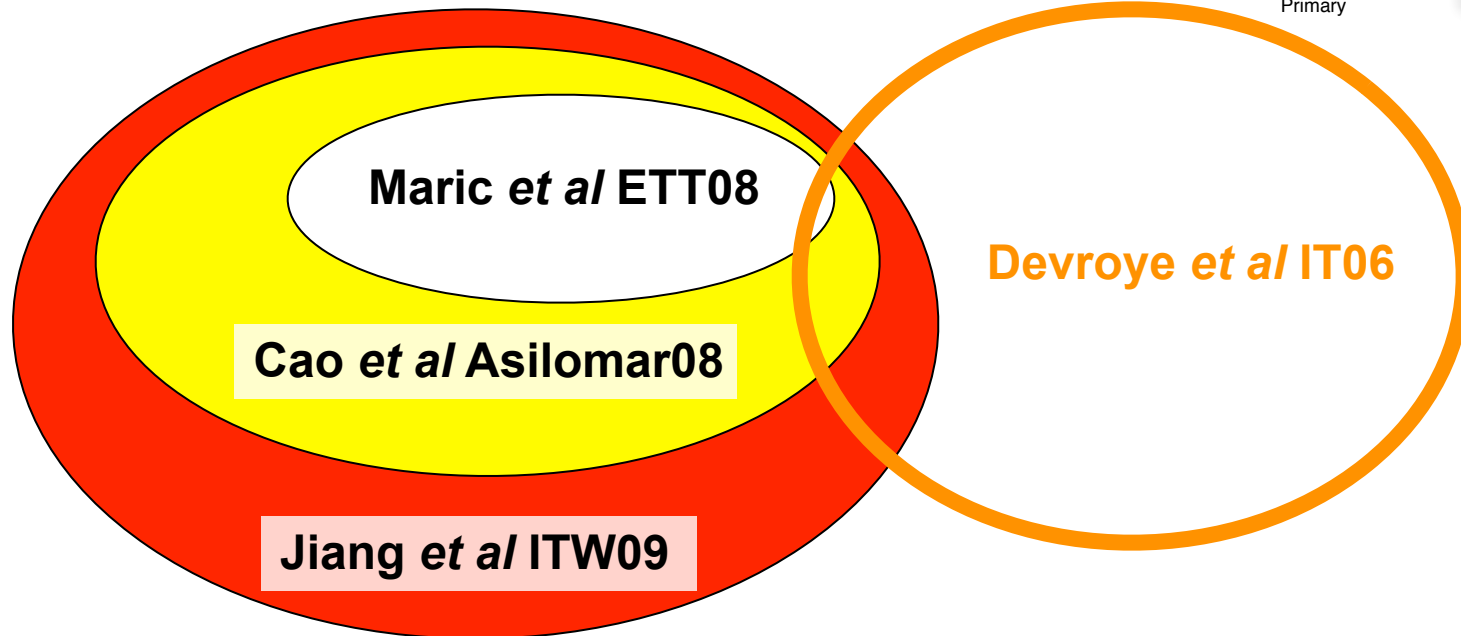 Primary
Maric et al ETT08
Devroye et al IT06
Cao et al Asilomar08
Jiang et al ITW09